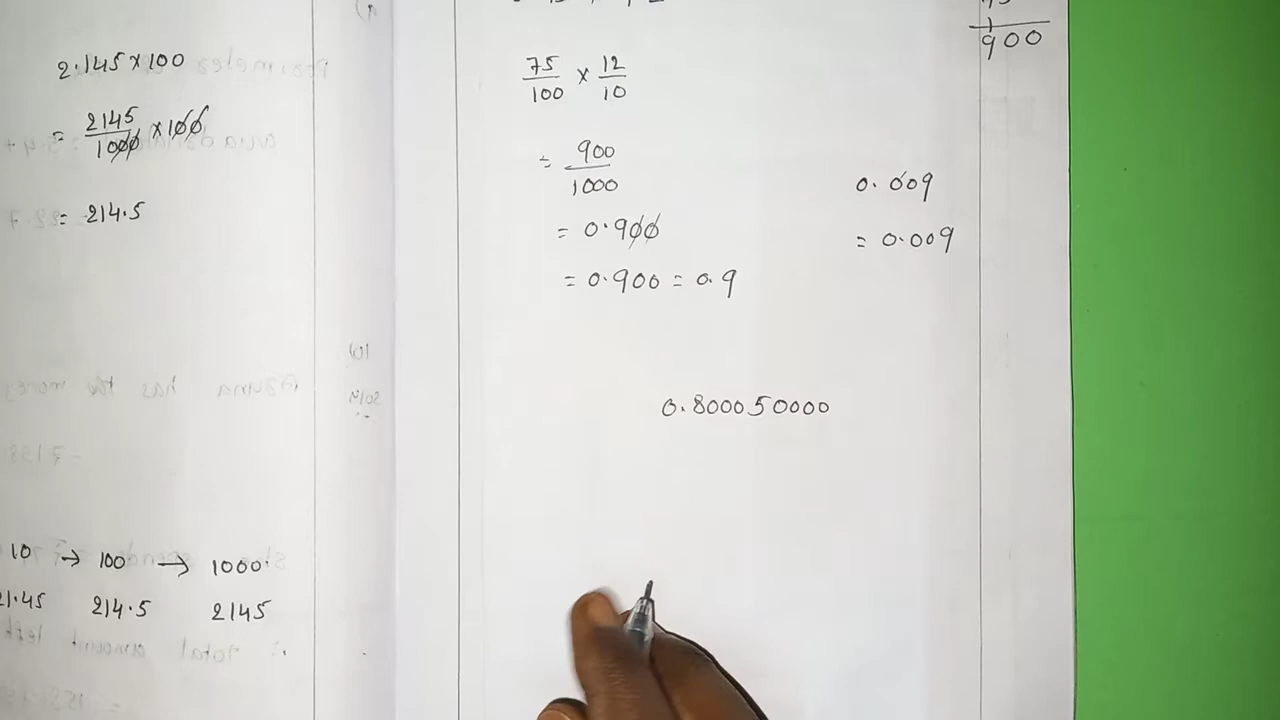 2.145 × 100
= 2145/1000 × 100
= 214.5
10 → 100 → 1000
21.45 214.5 2145
75/100 × 12/10
= 900/1000
= 0.900
= 0.900 = 0.9
0.800050000
900
0.009
= 0.009